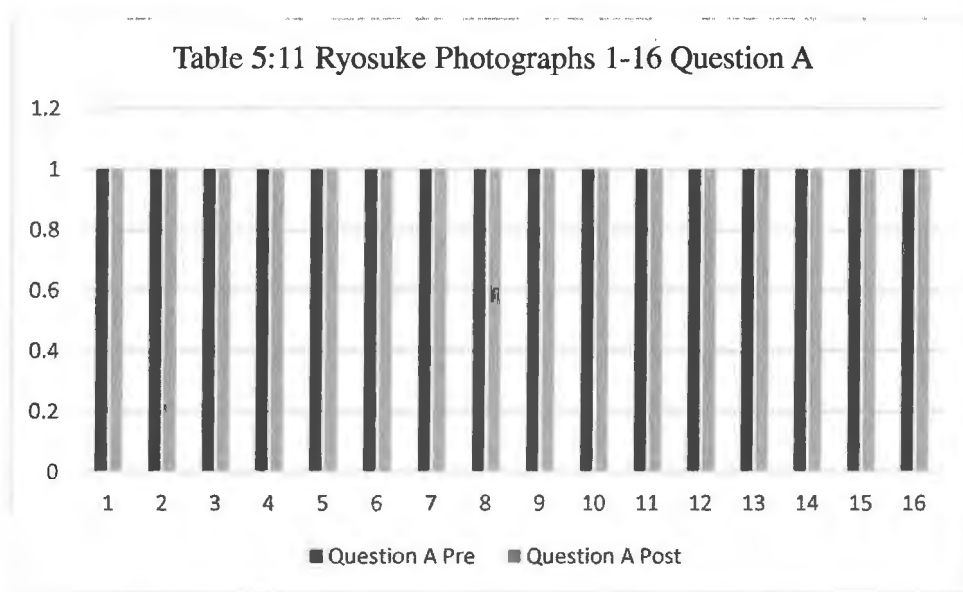 Table 5:11 Ryosuke Photographs 1-16 Question A
1.2
1
0.8
0.6
0.4
0.2
0
1 2 3 4 5 6 7 8 9 10 11 12 13 14 15 16
Question A Pre Question A Post